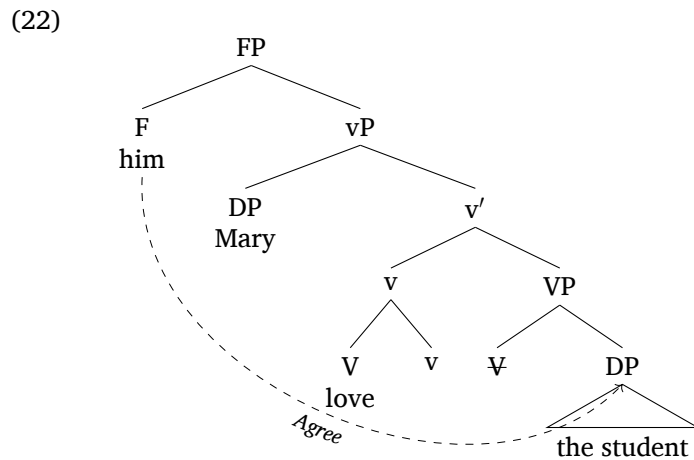 (22)
FP
F vP
him
DP v′
Mary
v VP
V v V DP
love
Agree
the student